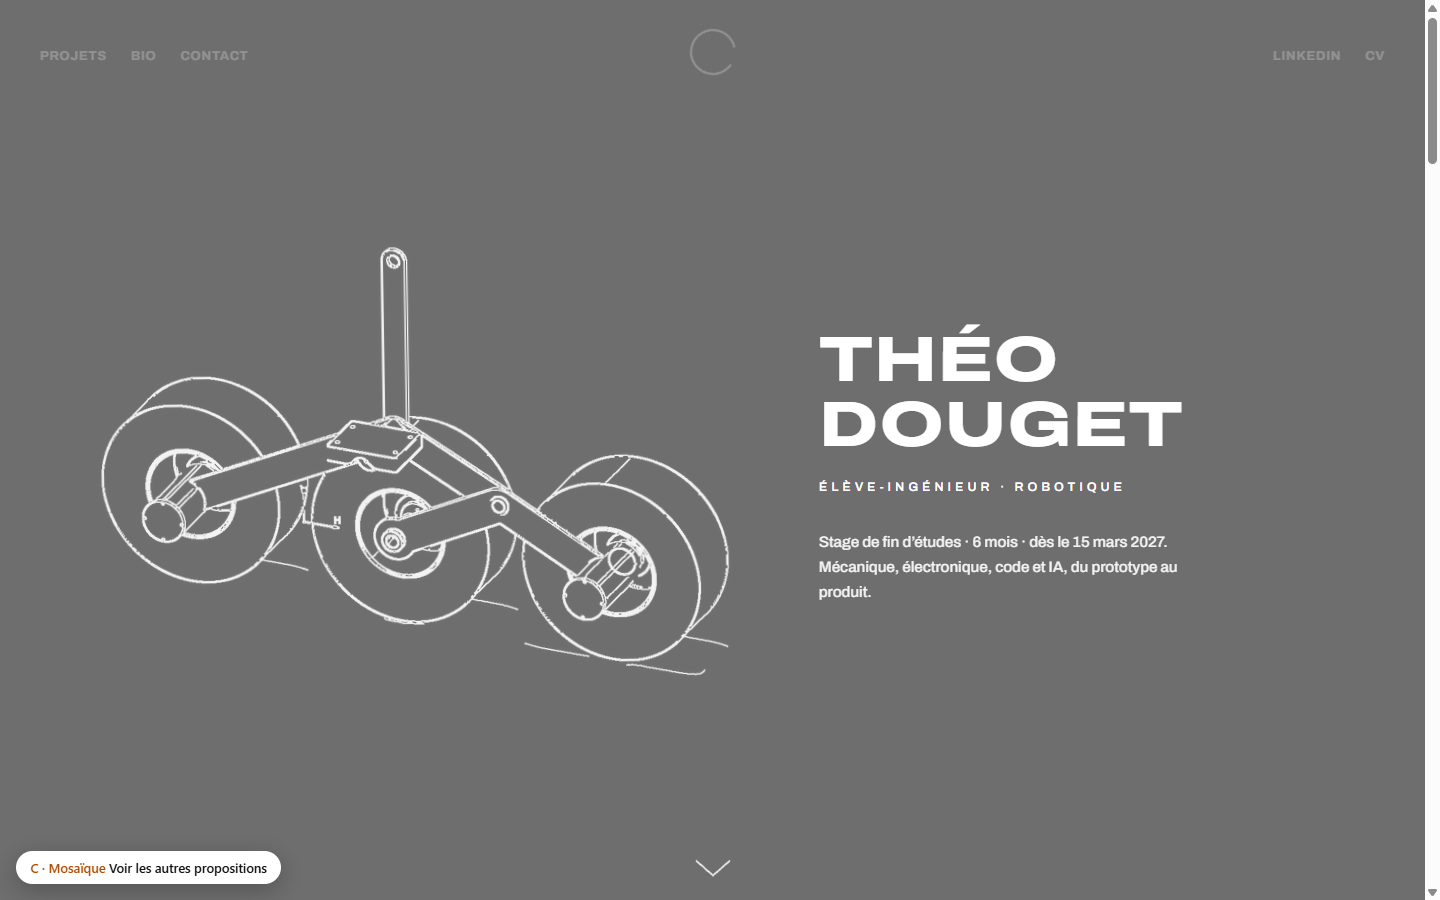 PROJETS BIO CONTACT
LINKEDIN CV
H
THÉO
DOUGET
ÉLÈVE-INGÉNIEUR · ROBOTIQUE
Stage de fin d’études · 6 mois · dès le 15 mars 2027.
Mécanique, électronique, code et IA, du prototype au
produit.
C · Mosaïque Voir les autres propositions